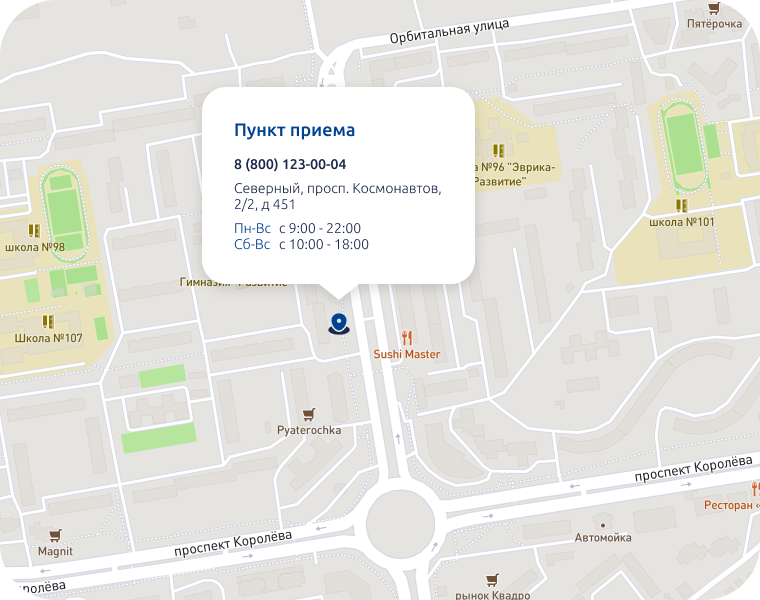 Пятёрочка
Орбитальная улица
Пункт приема
8 (800) 123-00-04
Северный, просп. Космонавтов,
2/2, д 451
Пн-Вс с 9:00 - 22:00
Сб-Вс с 10:00 - 18:00
а №96 "Эврика-
Развитие"
школа №101
школа №98
Гимназия "Развитие"
Школа №107
Sushi Master
Pyaterochka
проспект Королёва
Ресторан «
Автомойка
проспект Королёва
Magnit
ролёва
рынок Квадро